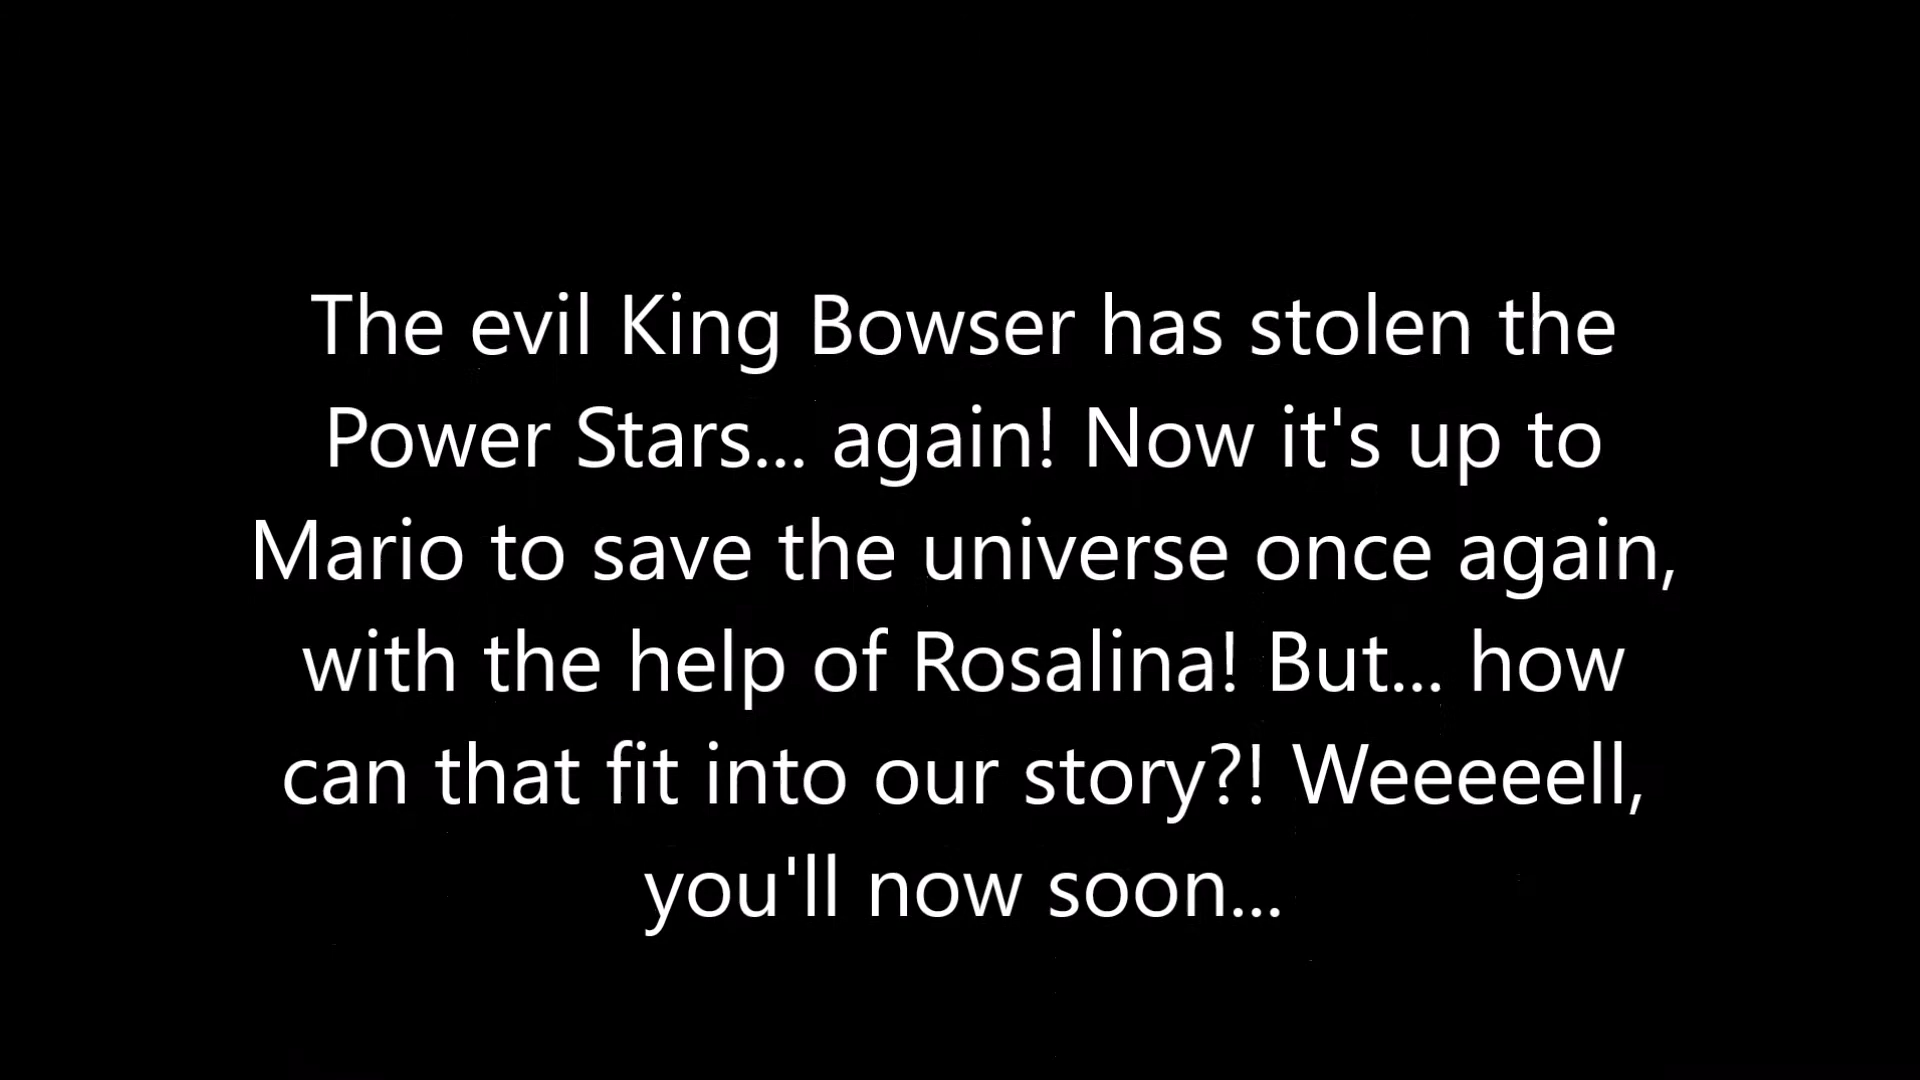 The evil King Bowser has stolen the
Power Stars... again! Now it's up to
Mario to save the universe once again,
with the help of Rosalina! But... how
can that fit into our story?! Weeeeell,
you'll now soon...